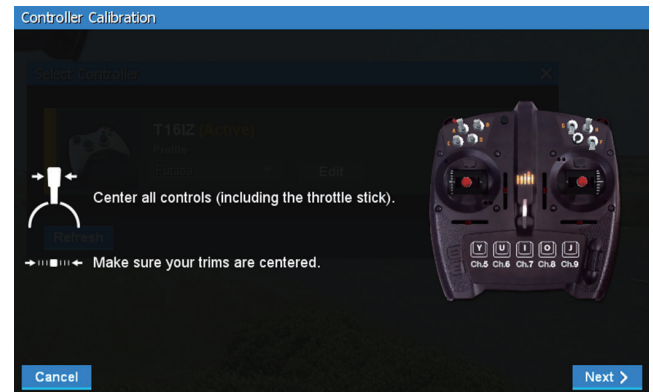 Controller Calibration
Select Controller
T16IZ (Active)
Profile
Edit
Center all controls (including the throttle stick).
Refresh
Make sure your trims are centered.
Y U I O J
Ch.5 Ch.6 Ch.7 Ch.8 Ch.9
Cancel
Next >